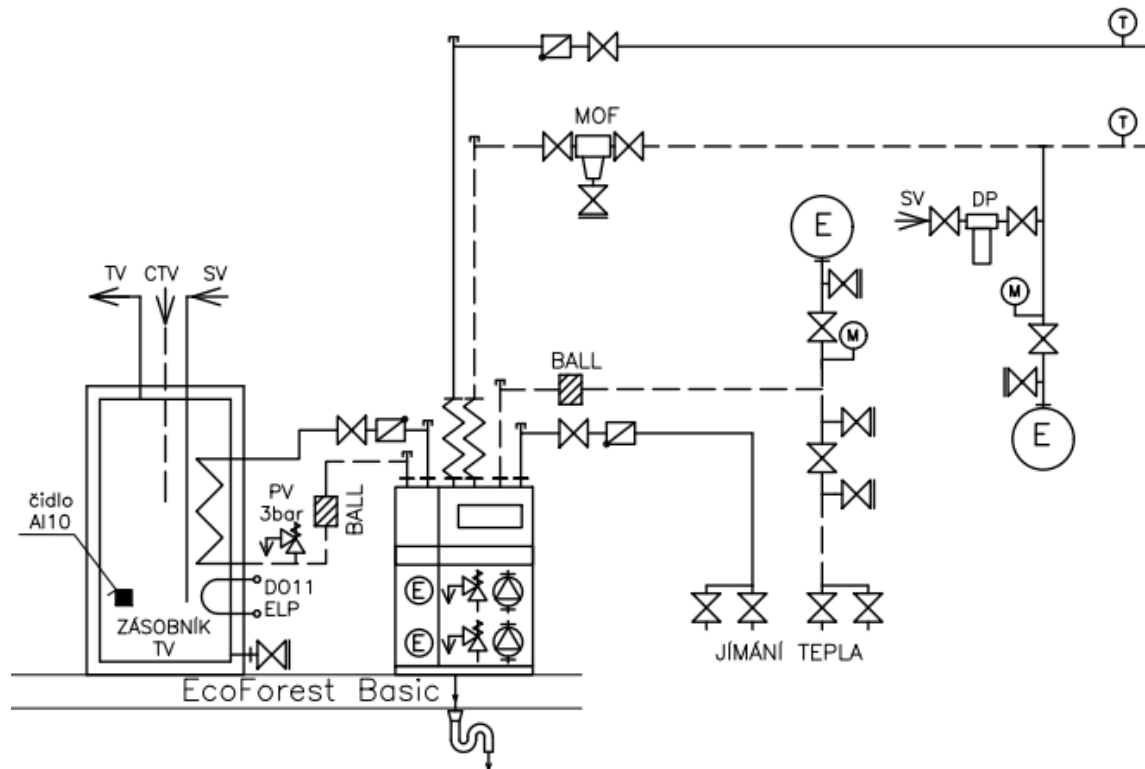 T
MOF
T
SV
DP
E
TV
CTV
SV
M
M
BALL
E
čidlo
AI10
PV
3bar
BALL
DO11
ELP
E
E
ZÁSOBNÍK
TV
JÍMÁNÍ TEPLA
EcoForest Basic